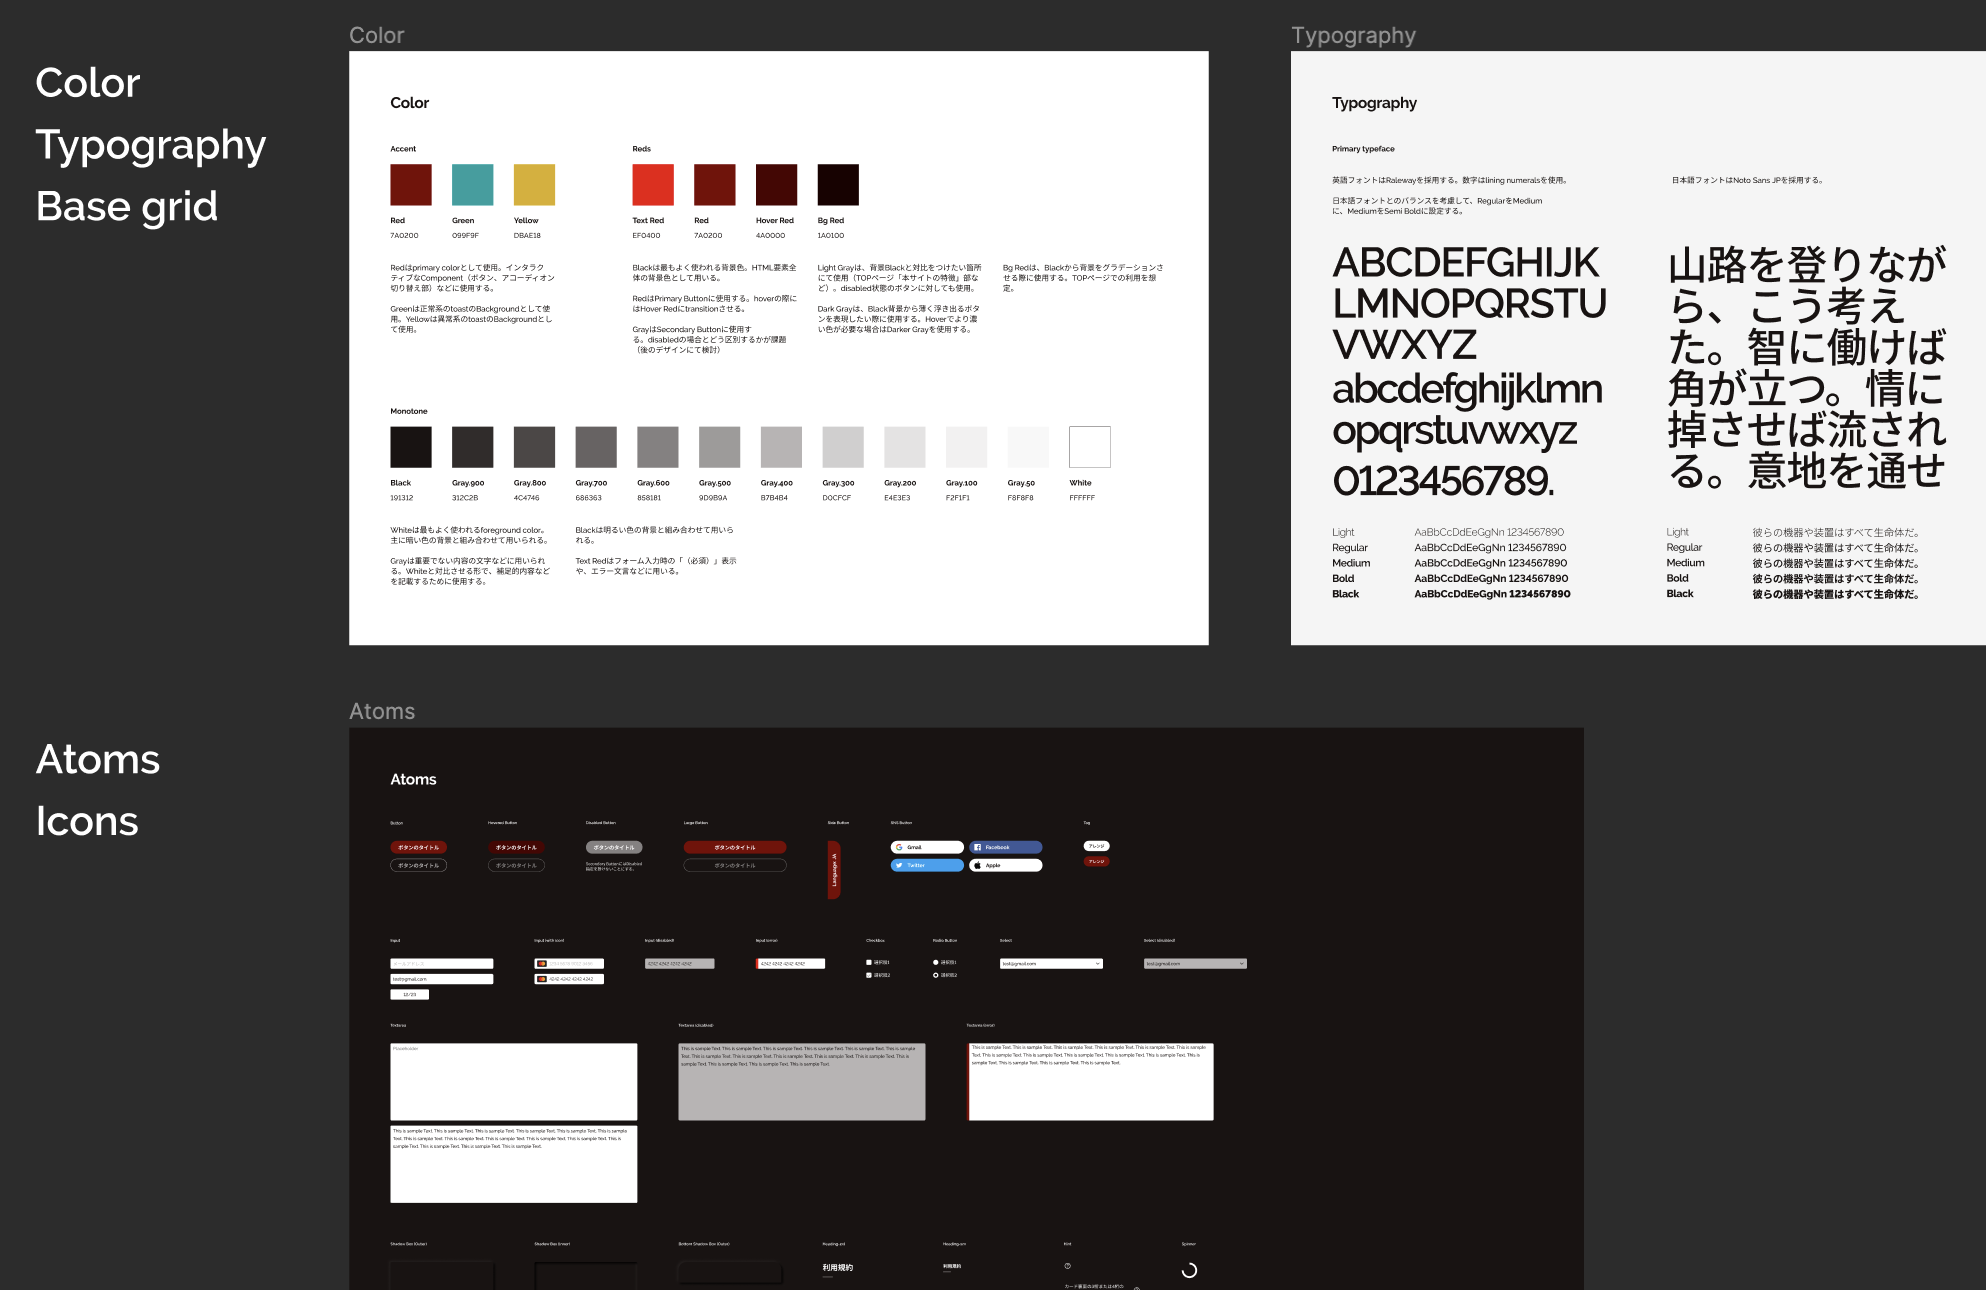 Color
Typography
Base grid
Color
Color
Accent
Red
7A0200
Green
099F9F
Yellow
DBAE18
Reds
Text Red
EF0400
Red
7A0200
Hover Red
4A0000
Bg Red
1A0100
Redはprimary colorとして使用。インタラク
ティブなComponent（ボタン、アコーディオン
切り替え部）などに使用する。
Greenは正常系のtoastのBackgroundとして使
用。Yellowは異常系のtoastのBackgroundとし
て使用。
Blackは最もよく使われる背景色。HTML要素全
体の背景色として用いる。
RedはPrimary Buttonに使用する。hoverの際に
はHover Redにtransitionさせる。
GrayはSecondary Buttonに使用す
る。disabledの場合とどう区別するかが課題
（後のデザインにて検討）
Light Grayは、背景Blackと対比をつけたい箇所
にて使用（TOPページ「本サイトの特徴」部な
ど）。disabled状態のボタンに対しても使用。
Dark Grayは、Black背景から薄く浮き出るボタ
ンを表現したい際に使用する。Hoverでより濃
い色が必要な場合はDarker Grayを使用する。
Bg Redは、Blackから背景をグラデーションさ
せる際に使用する。TOPページでの利用を想
定。
Monotone
Black
191312
Gray.900
312C2B
Gray.800
4C4746
Gray.700
686363
Gray.600
858181
Gray.500
9D9B9A
Gray.400
B7B4B4
Gray.300
D0CFCF
Gray.200
E4E3E3
Gray.100
F2F1F1
Gray.50
F8F8F8
White
FFFFFF
Whiteは最もよく使われるforeground color。
主に暗い色の背景と組み合わせて用いられる。
Grayは重要でない内容の文字などに用いられ
る。Whiteと対比させる形で、補足的内容など
を記載するために使用する。
Blackは明るい色の背景と組み合わせて用いら
れる。
Text Redはフォーム入力時の「（必須）」表示
や、エラー文言などに用いる。
Typography
Typography
Primary typeface
英語フォントはRalewayを採用する。数字はlining numeralsを使用。
日本語フォントとのバランスを考慮して、RegularをMedium
に、MediumをSemi Boldに設定する。
日本語フォントはNoto Sans JPを採用する。
ABCDEFGHIJK
LMNOPQRSTU
VWXYZ
abcdefghijklmn
opqrstuvwxyz
0123456789.
山路を登りなが
ら、こう考え
た。智に働けば
角が立つ。情に
掉させば流され
る。意地を通せ
Light AaBbCcDdEeGgNn 1234567890
Regular AaBbCcDdEeGgNn 1234567890
Medium AaBbCcDdEeGgNn 1234567890
Bold AaBbCcDdEeGgNn 1234567890
Black AaBbCcDdEeGgNn 1234567890
Light 彼らの機器や装置はすべて生命体だ。
Regular 彼らの機器や装置はすべて生命体だ。
Medium 彼らの機器や装置はすべて生命体だ。
Bold 彼らの機器や装置はすべて生命体だ。
Black 彼らの機器や装置はすべて生命体だ。
Atoms
Icons
Atoms
Atoms
Button
ボタンのタイトル
ボタンのタイトル
Hovered Button
ボタンのタイトル
ボタンのタイトル
Disabled Button
ボタンのタイトル
Secondary Buttonにはdisabled
Large Button
ボタンのタイトル
ボタンのタイトル
Side Button
Language
SNS Button
Gmail
Facebook
Twitter
Apple
Tag
アレンジ
アレンジ
Input
メールアドレス
test@gmail.com
12/23
Input (with icon)
4242 4242 4242 4242
Input (disabled)
4242 4242 4242 4242
Input (error)
4242 4242 4242 4242
Checkbox
選択肢1
選択肢2
Radio Button
選択肢1
選択肢2
Select
test@gmail.com
Select (disabled)
test@gmail.com
Textarea
Placeholder
This is sample Text. This is sample Text. This is sample Text. This is sample Text. This is sample Text. This is sample
Text. This is sample Text. This is sample Text. This is sample Text. This is sample Text. This is sample Text. This is
sample Text. This is sample Text. This is sample Text. This is sample Text.
Textarea (disabled)
This is sample Text. This is sample Text. This is sample Text. This is sample Text. This is sample Text. This is sample
Text. This is sample Text. This is sample Text. This is sample Text. This is sample Text. This is sample Text. This is
sample Text. This is sample Text. This is sample Text. This is sample Text.
Textarea (error)
This is sample Text. This is sample Text. This is sample Text. This is sample Text. This is sample Text. This is sample
Text. This is sample Text. This is sample Text. This is sample Text. This is sample Text. This is sample Text. This is
sample Text. This is sample Text. This is sample Text. This is sample Text.
Shadow Box (Outer)
Shadow Box (Inner)
Bottom Shadow Box (Outer)
Heading-xxl
利用規約
Heading-sm
利用規約
Hint
Spinner